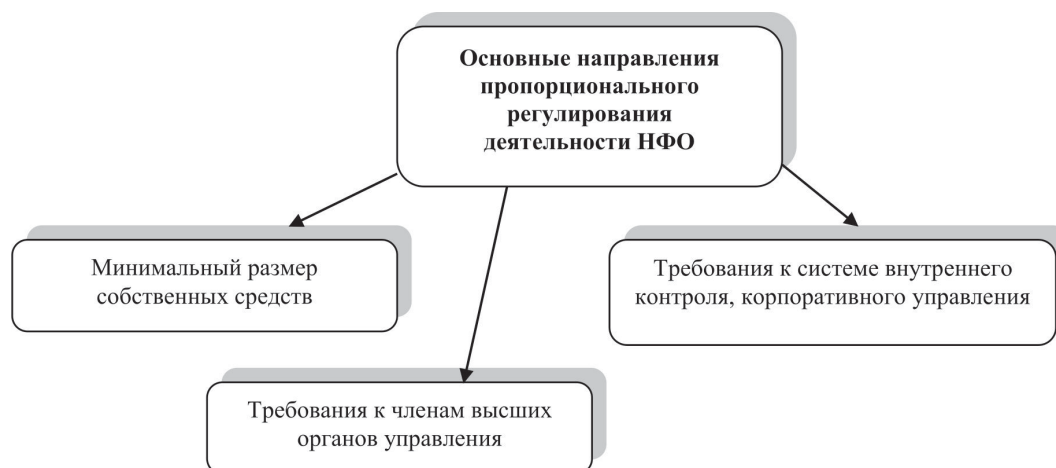 Основные направления
пропорционального
регулирования
деятельности НФО
Минимальный размер
собственных средств
Требования к системе внутреннего
контроля, корпоративного управления
Требования к членам высших
органов управления